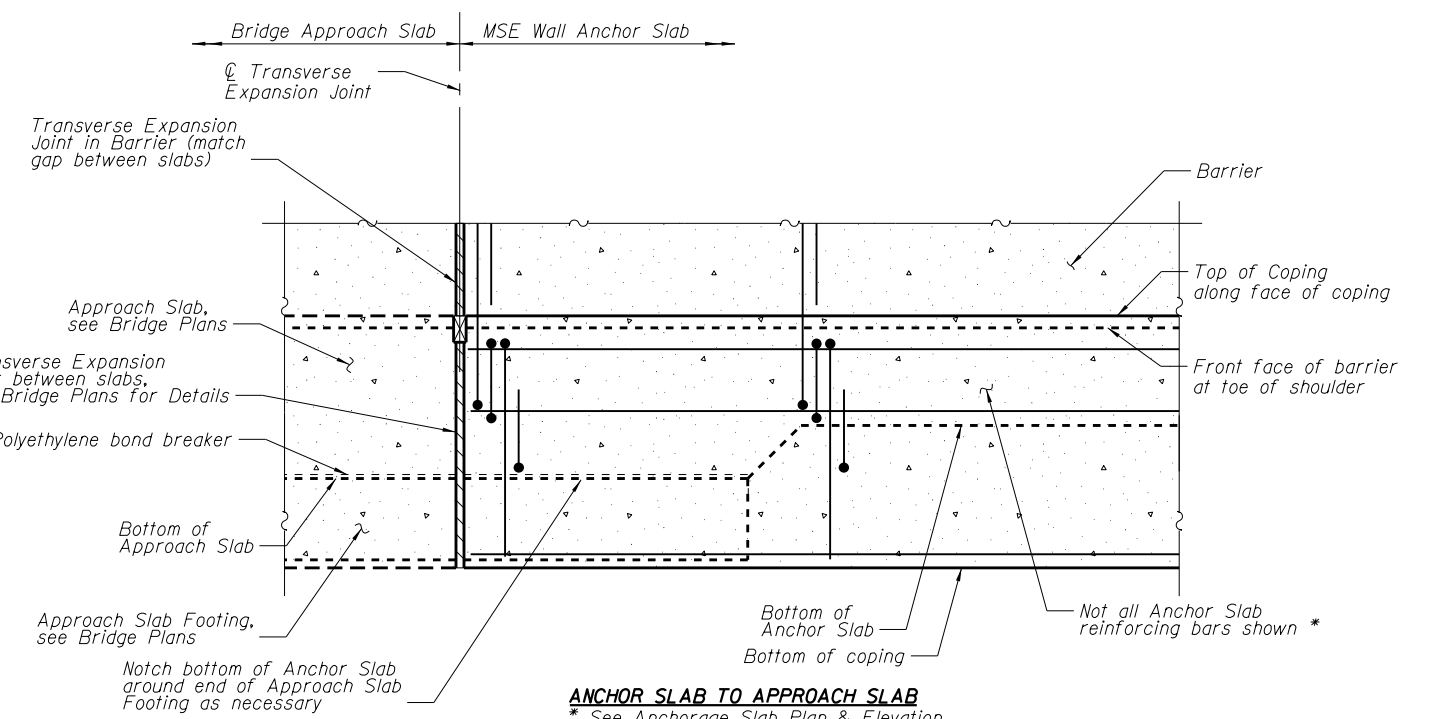 Bridge Approach Slab
MSE Wall Anchor Slab
℄ Transverse
Expansion Joint
Transverse Expansion
Joint in Barrier (match
gap between slabs)
Barrier
Top of Coping
along face of coping
Approach Slab,
see Bridge Plans
Front face of barrier
at toe of shoulder
Expansion
between slabs,
Bridge Plans for Details
Polyethylene bond breaker
Bottom of
Approach Slab
Approach Slab Footing,
see Bridge Plans
Notch bottom of Anchor Slab
around end of Approach Slab
Footing as necessary
Bottom of
Anchor Slab
Bottom of coping
Not all Anchor Slab
reinforcing bars shown *
ANCHOR SLAB TO APPROACH SLAB
* See Anchorage Slab Plan & Elevation